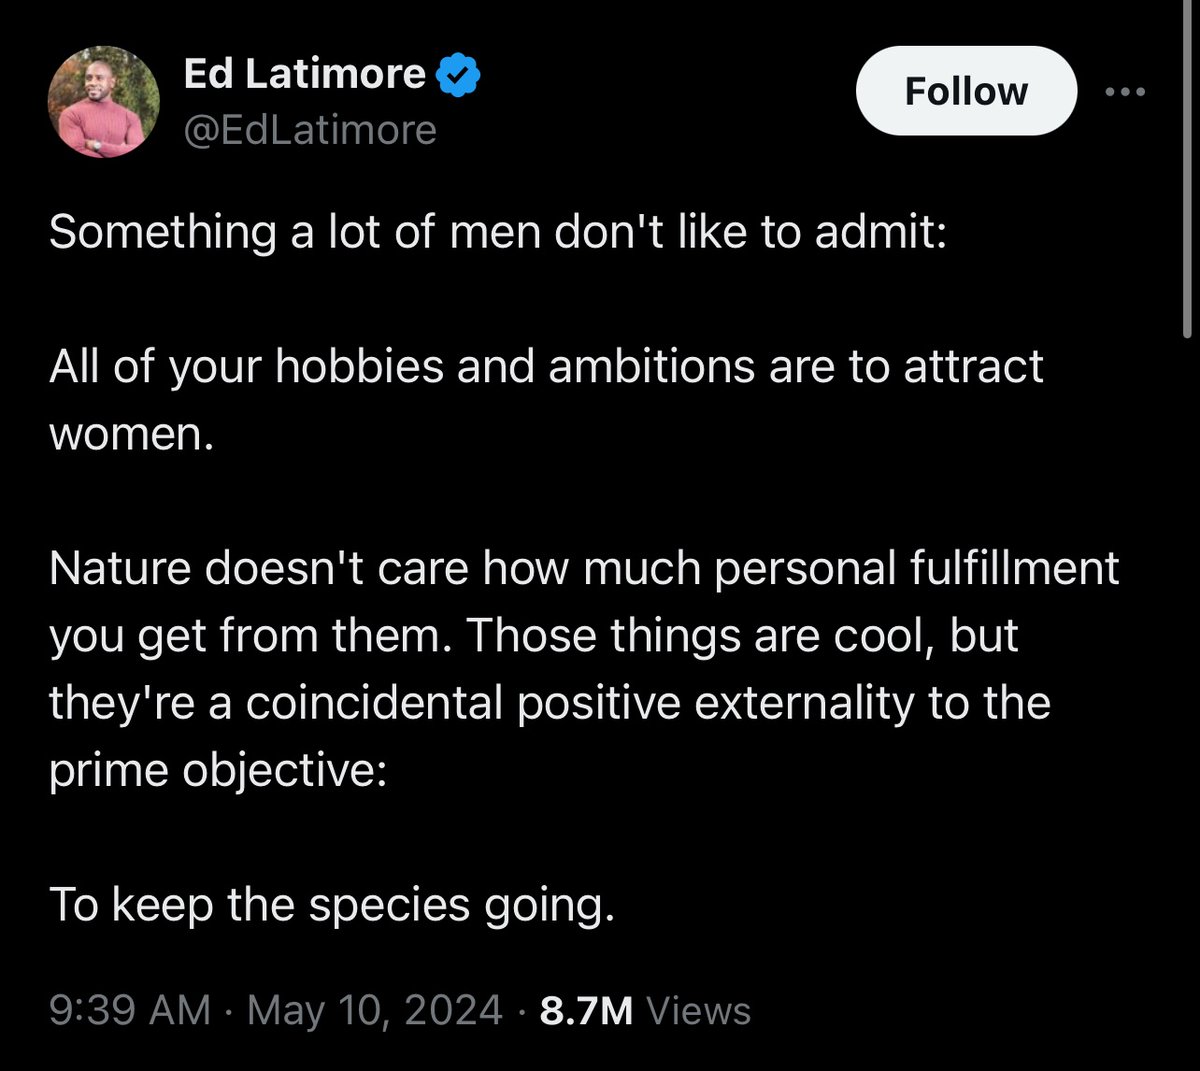 Ed Latimore
@EdLatimore
Follow
Something a lot of men don't like to admit:
All of your hobbies and ambitions are to attract
women.
Nature doesn't care how much personal fulfillment
you get from them. Those things are cool, but
they're a coincidental positive externality to the
prime objective:
To keep the species going.
9:39 AM · May 10, 2024 · 8.7M Views